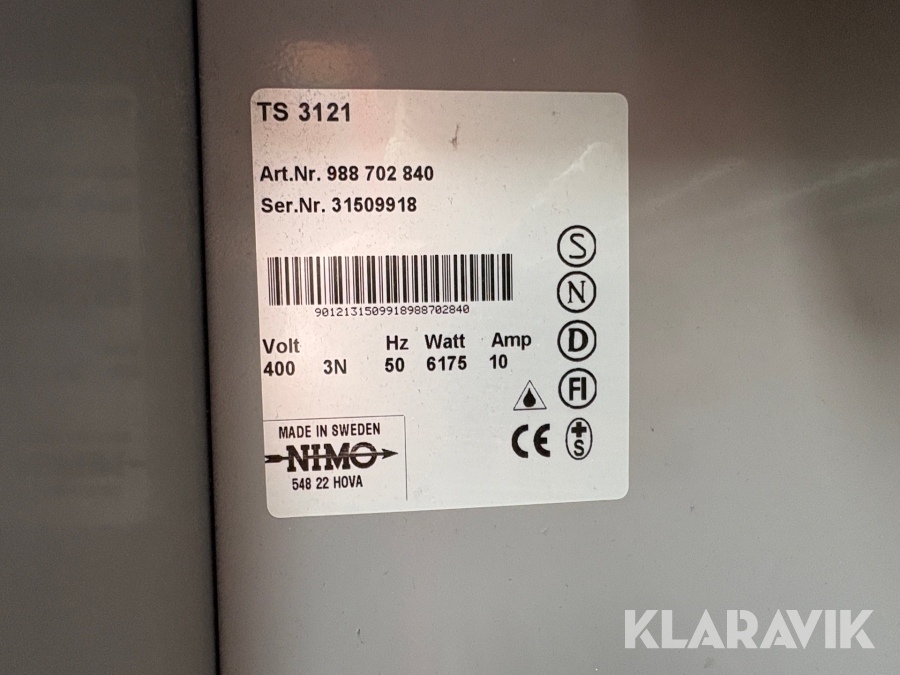 TS 3121
Art.Nr. 988 702 840
Ser.Nr. 31509918
9012131509918988702840
Volt Hz Watt Amp
400 3N 50 6175 10
S
N
D
FI
+S
CE
MADE IN SWEDEN
NIMO
548 22 HOVA
KLARAVIK